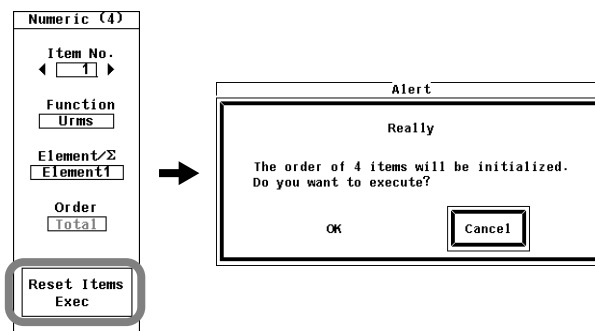 Numeric (4)
Item No.
1
Function
Urms
Element/Σ
Element1
Order
Total
Reset Items
Exec
Alert
Really
The order of 4 items will be initialized.
Do you want to execute?
OK
Cancel